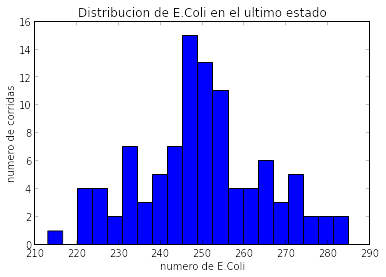 Distribucion de E.Coli en el ultimo estado
16
14
12
10
8
6
4
2
0
numero de corridas
210 220 230 240 250 260 270 280 290
numero de E.Coli